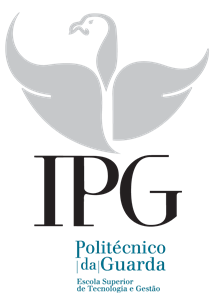 IPG
Politécnico
|da|Guarda
Escola Superior
de Tecnologia e Gestão